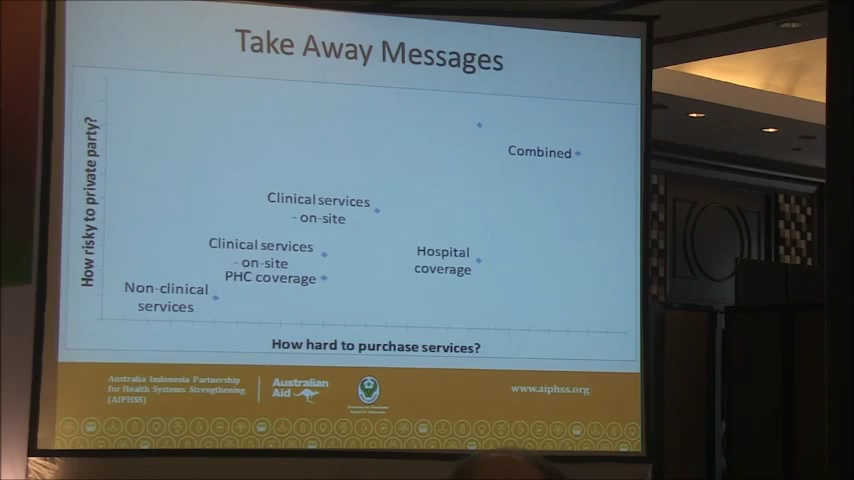 Take Away Messages
How risky to private party?
Combined
Clinical services
- on-site
Clinical services
- on-site
PHC coverage
Hospital
coverage
Non-clinical
services
How hard to purchase services?
Australia Indonesia Partnership
for Health Systems Strengthening
(AIPHSS)
Australian
Aid
www.aiphss.org